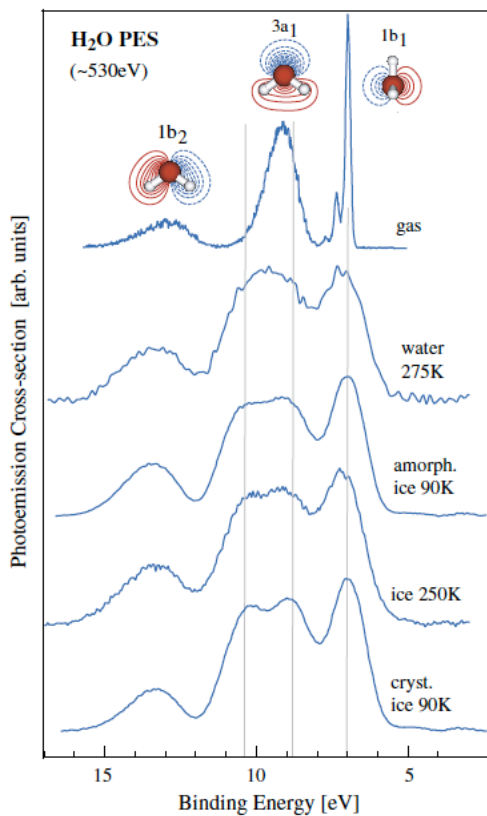 H₂O PES
(~530eV)
3a₁
1b₁
1b₂
gas
water
275K
amorph.
ice 90K
ice 250K
cryst.
ice 90K
Photoemission Cross-section [arb. units]
15 10 5
Binding Energy [eV]